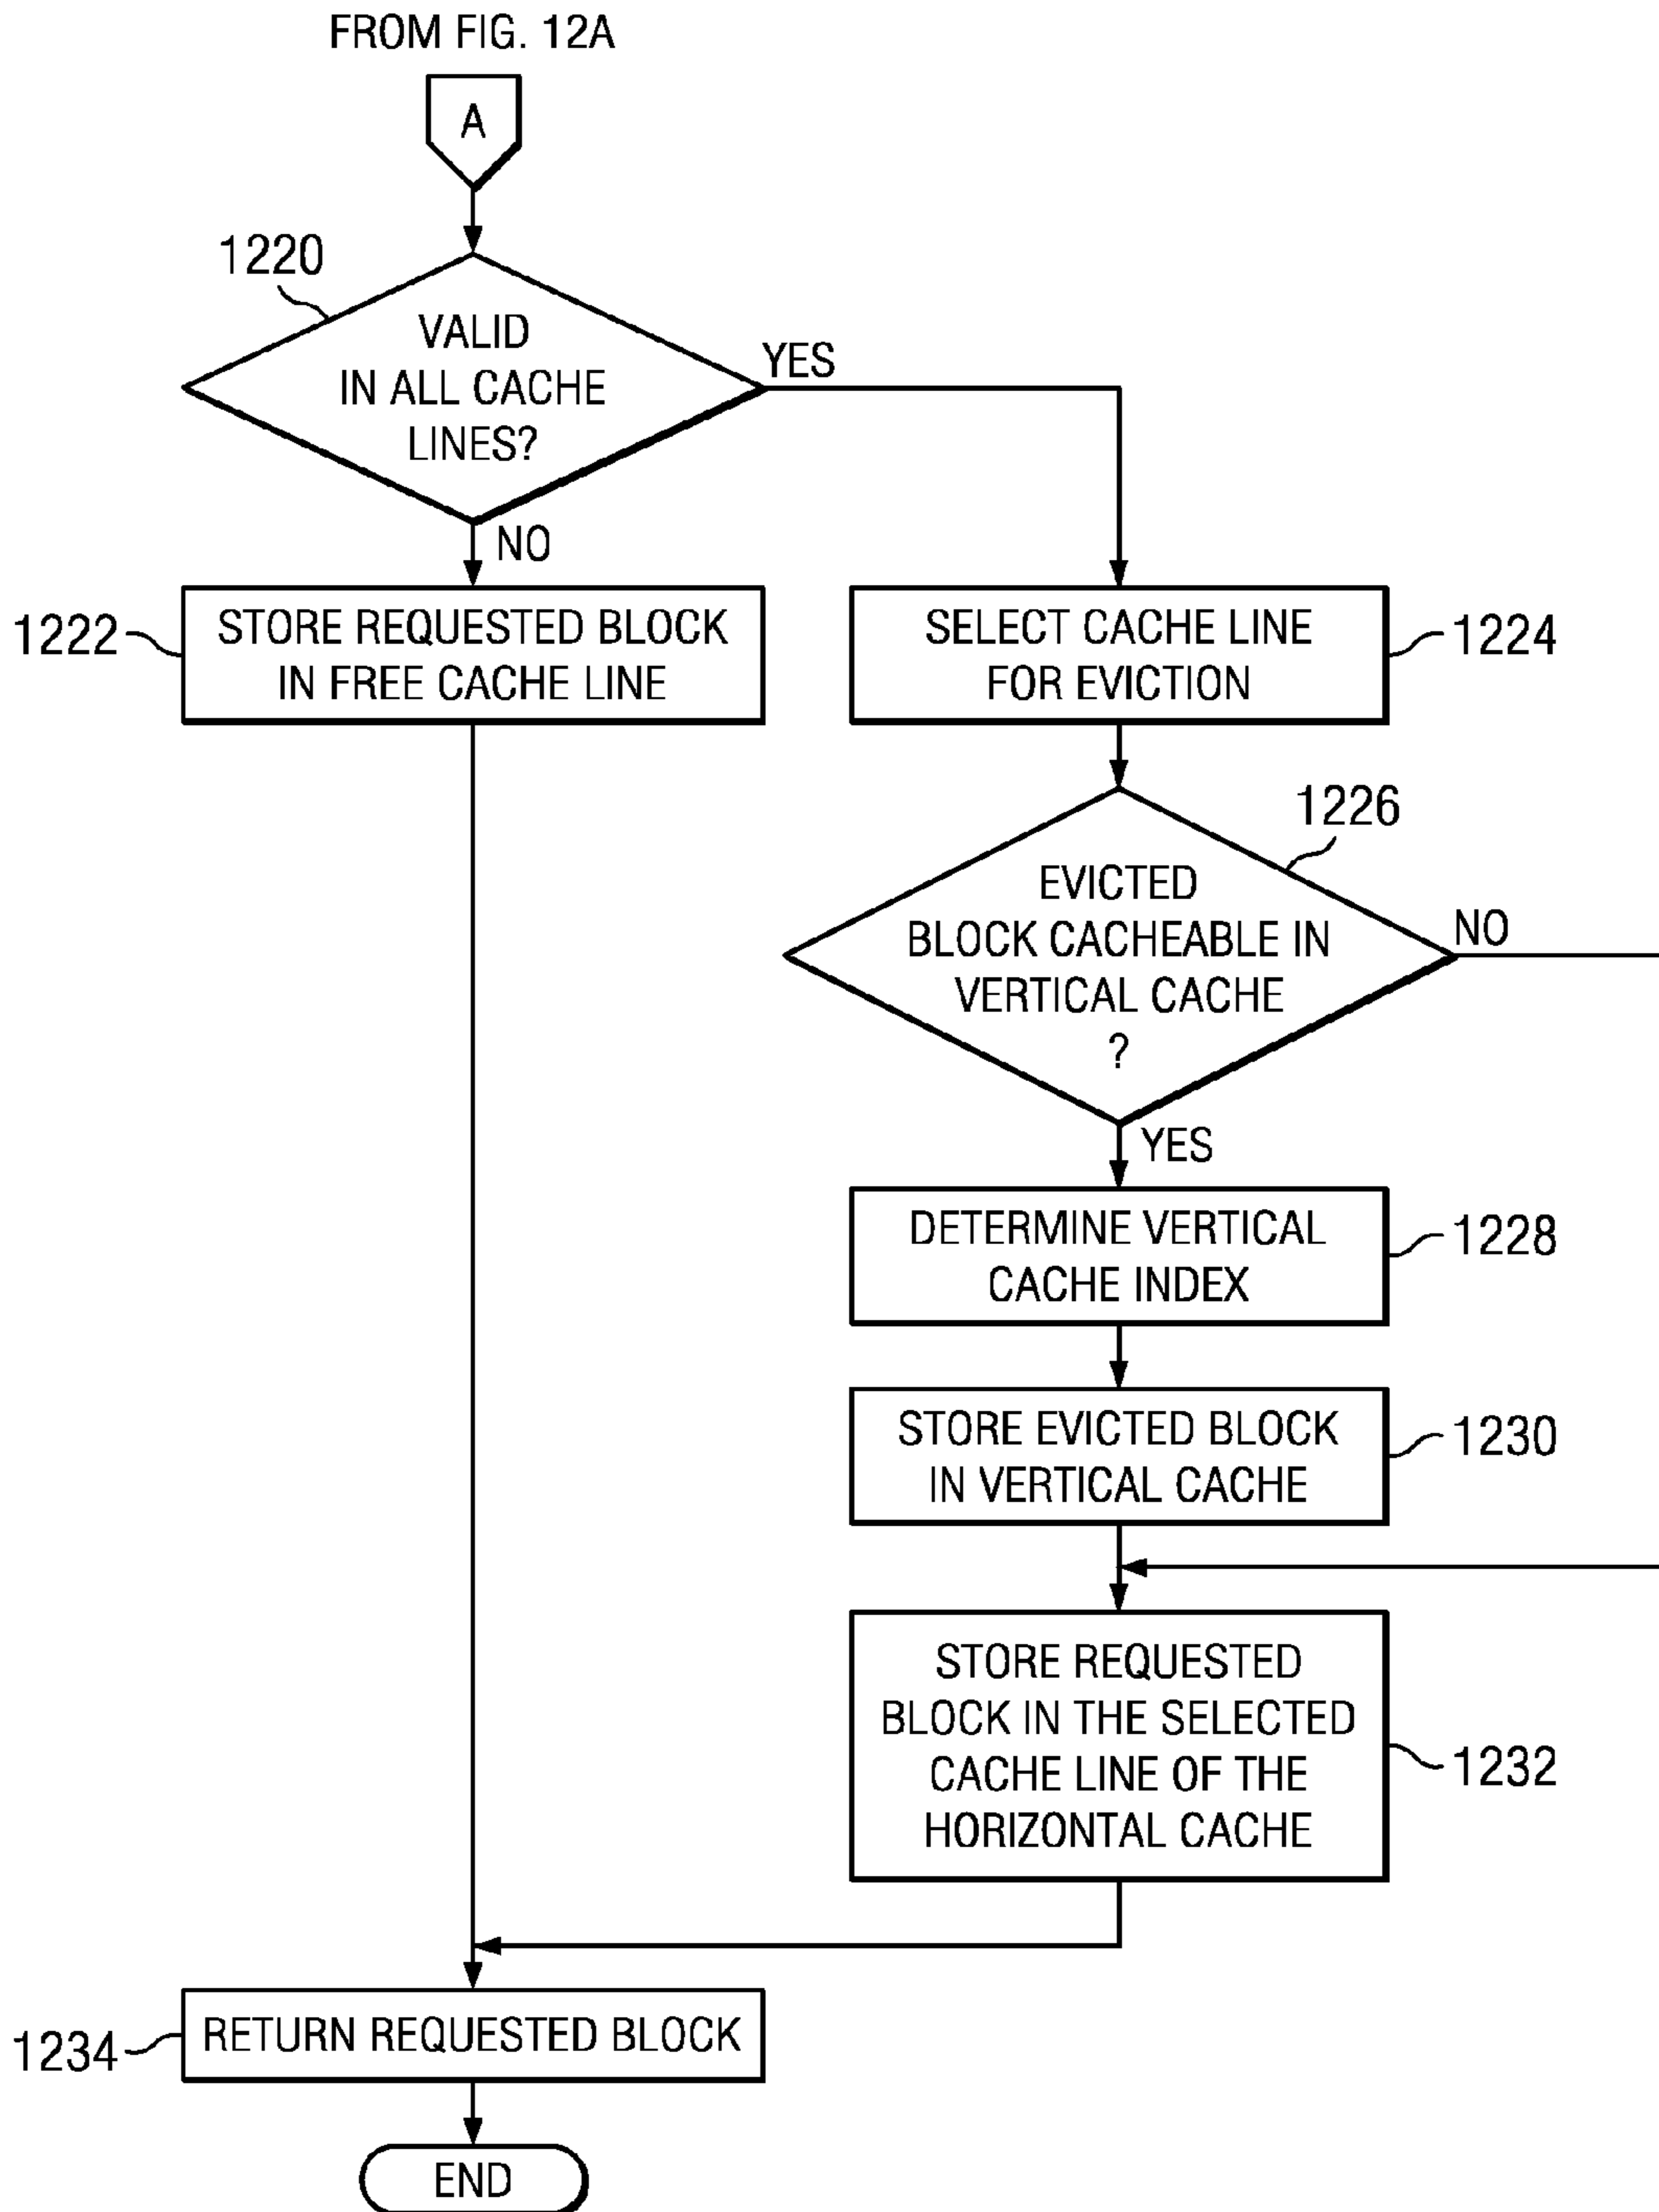 FROM FIG. 12A
A
1220
VALID
IN ALL CACHE
LINES?
YES
NO
1222
STORE REQUESTED BLOCK
IN FREE CACHE LINE
SELECT CACHE LINE
FOR EVICTION
1224
1226
EVICTED
BLOCK CACHEABLE IN
VERTICAL CACHE
?
NO
YES
DETERMINE VERTICAL
CACHE INDEX
1228
STORE EVICTED BLOCK
IN VERTICAL CACHE
1230
STORE REQUESTED
BLOCK IN THE SELECTED
CACHE LINE OF THE
HORIZONTAL CACHE
1232
1234
RETURN REQUESTED BLOCK
END